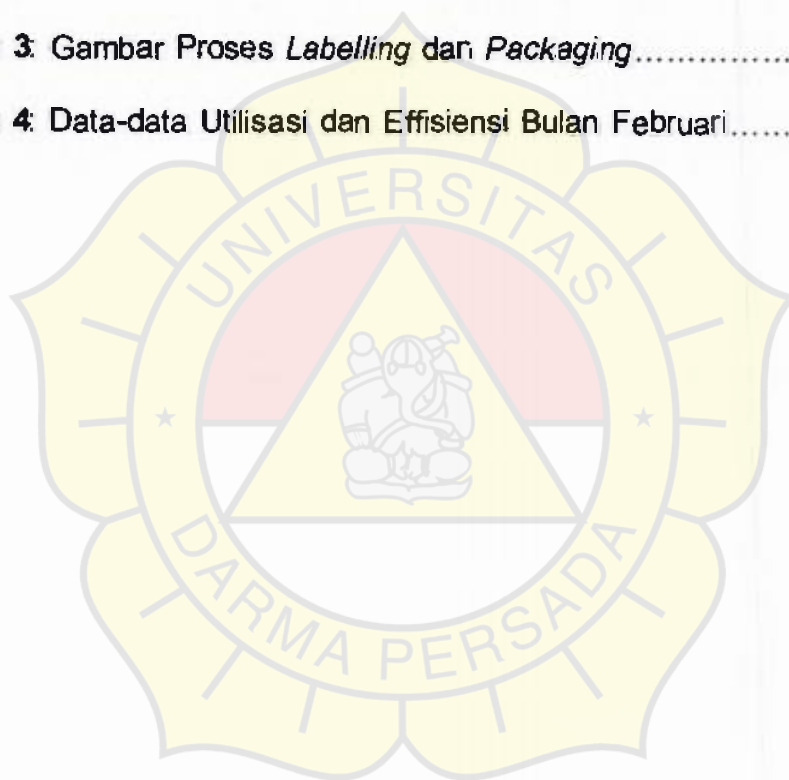 3: Gambar Proses Labelling dan Packaging................
4: Data-data Utilisasi dan Effisiensi Bulan Februari......
UNIVERSITAS
DARMA PERSADA